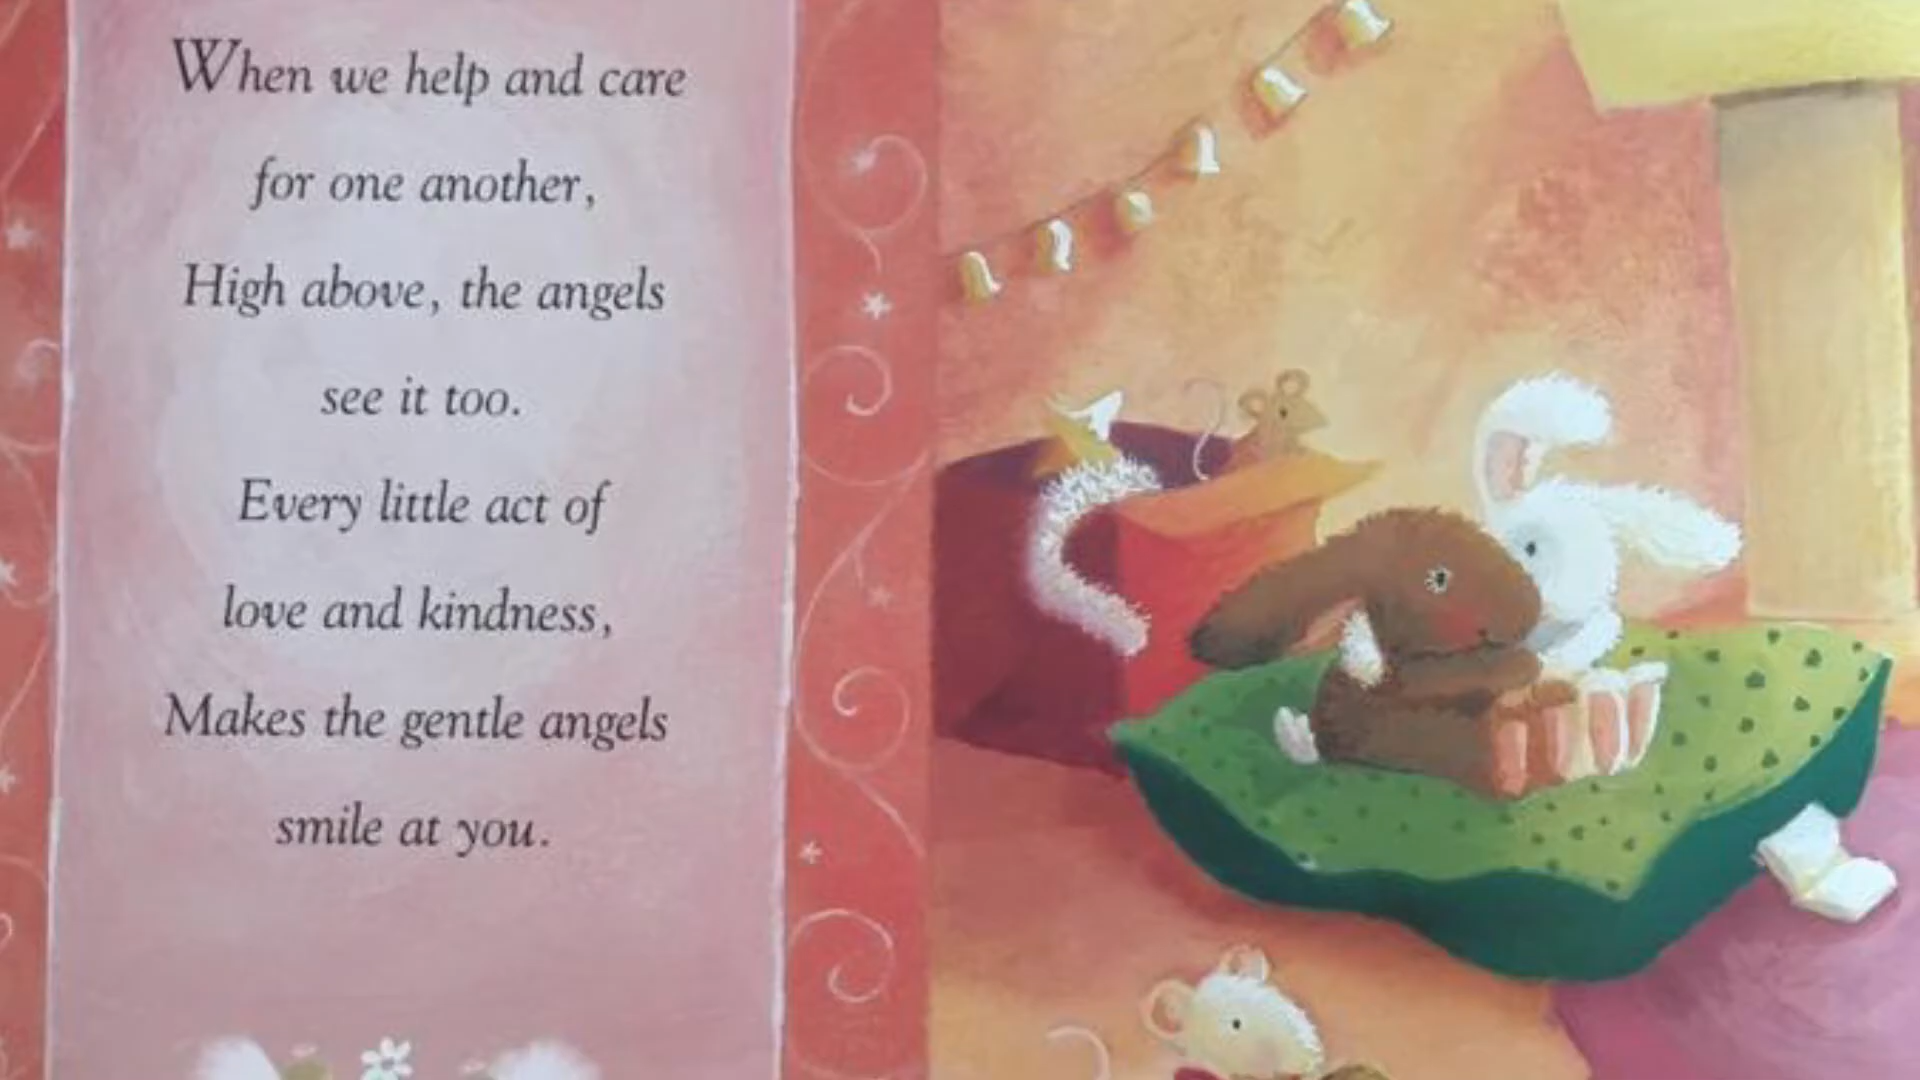 When we help and care
for one another,
High above, the angels
see it too.
Every little act of
love and kindness,
Makes the gentle angels
smile at you.